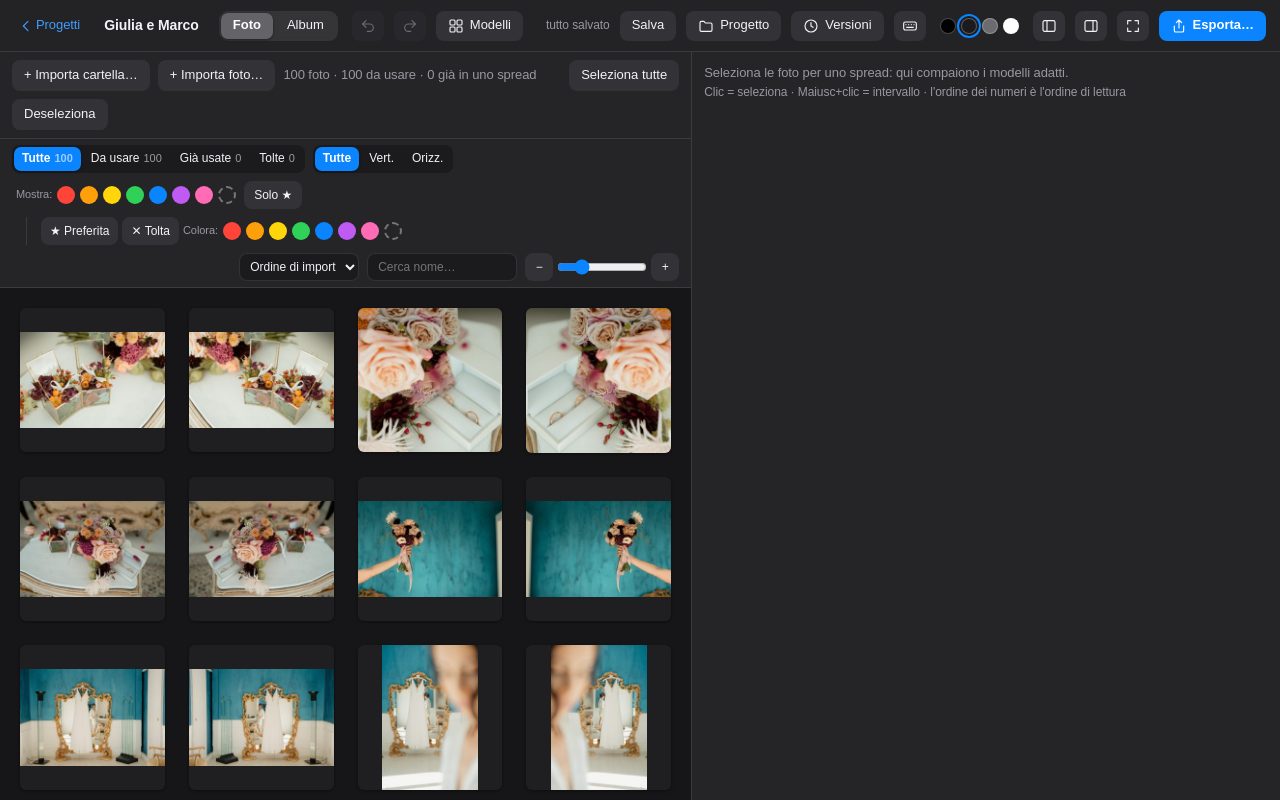 Progetti Giulia e Marco Foto Album Modelli tutto salvato Salva Progetto Versioni Esporta…
+ Importa cartella… + Importa foto… 100 foto · 100 da usare · 0 già in uno spread Seleziona tutte
Deseleziona
Tutte 100 Da usare 100 Già usate 0 Tolte 0 Tutte Vert. Orizz.
Mostra: Solo ★
★ Preferita ✕ Tolta Colora:
Ordine di import Cerca nome… − +
Seleziona le foto per uno spread: qui compaiono i modelli adatti.
Clic = seleziona · Maiusc+clic = intervallo · l'ordine dei numeri è l'ordine di lettura